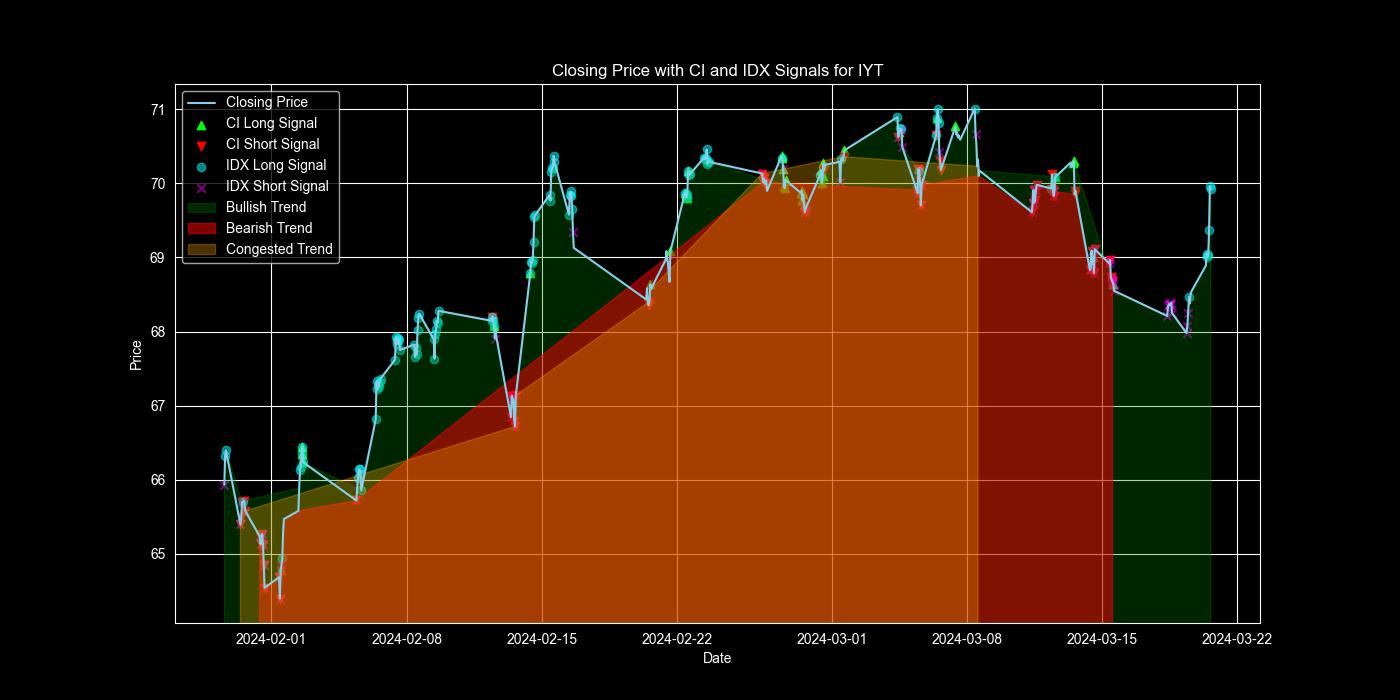 Closing Price with CI and IDX Signals for IYT
Closing Price
CI Long Signal
CI Short Signal
IDX Long Signal
IDX Short Signal
Bullish Trend
Bearish Trend
Congested Trend
71
70
69
68
67
66
65
Price
2024-02-01 2024-02-08 2024-02-15 2024-02-22 2024-03-01 2024-03-08 2024-03-15 2024-03-22
Date